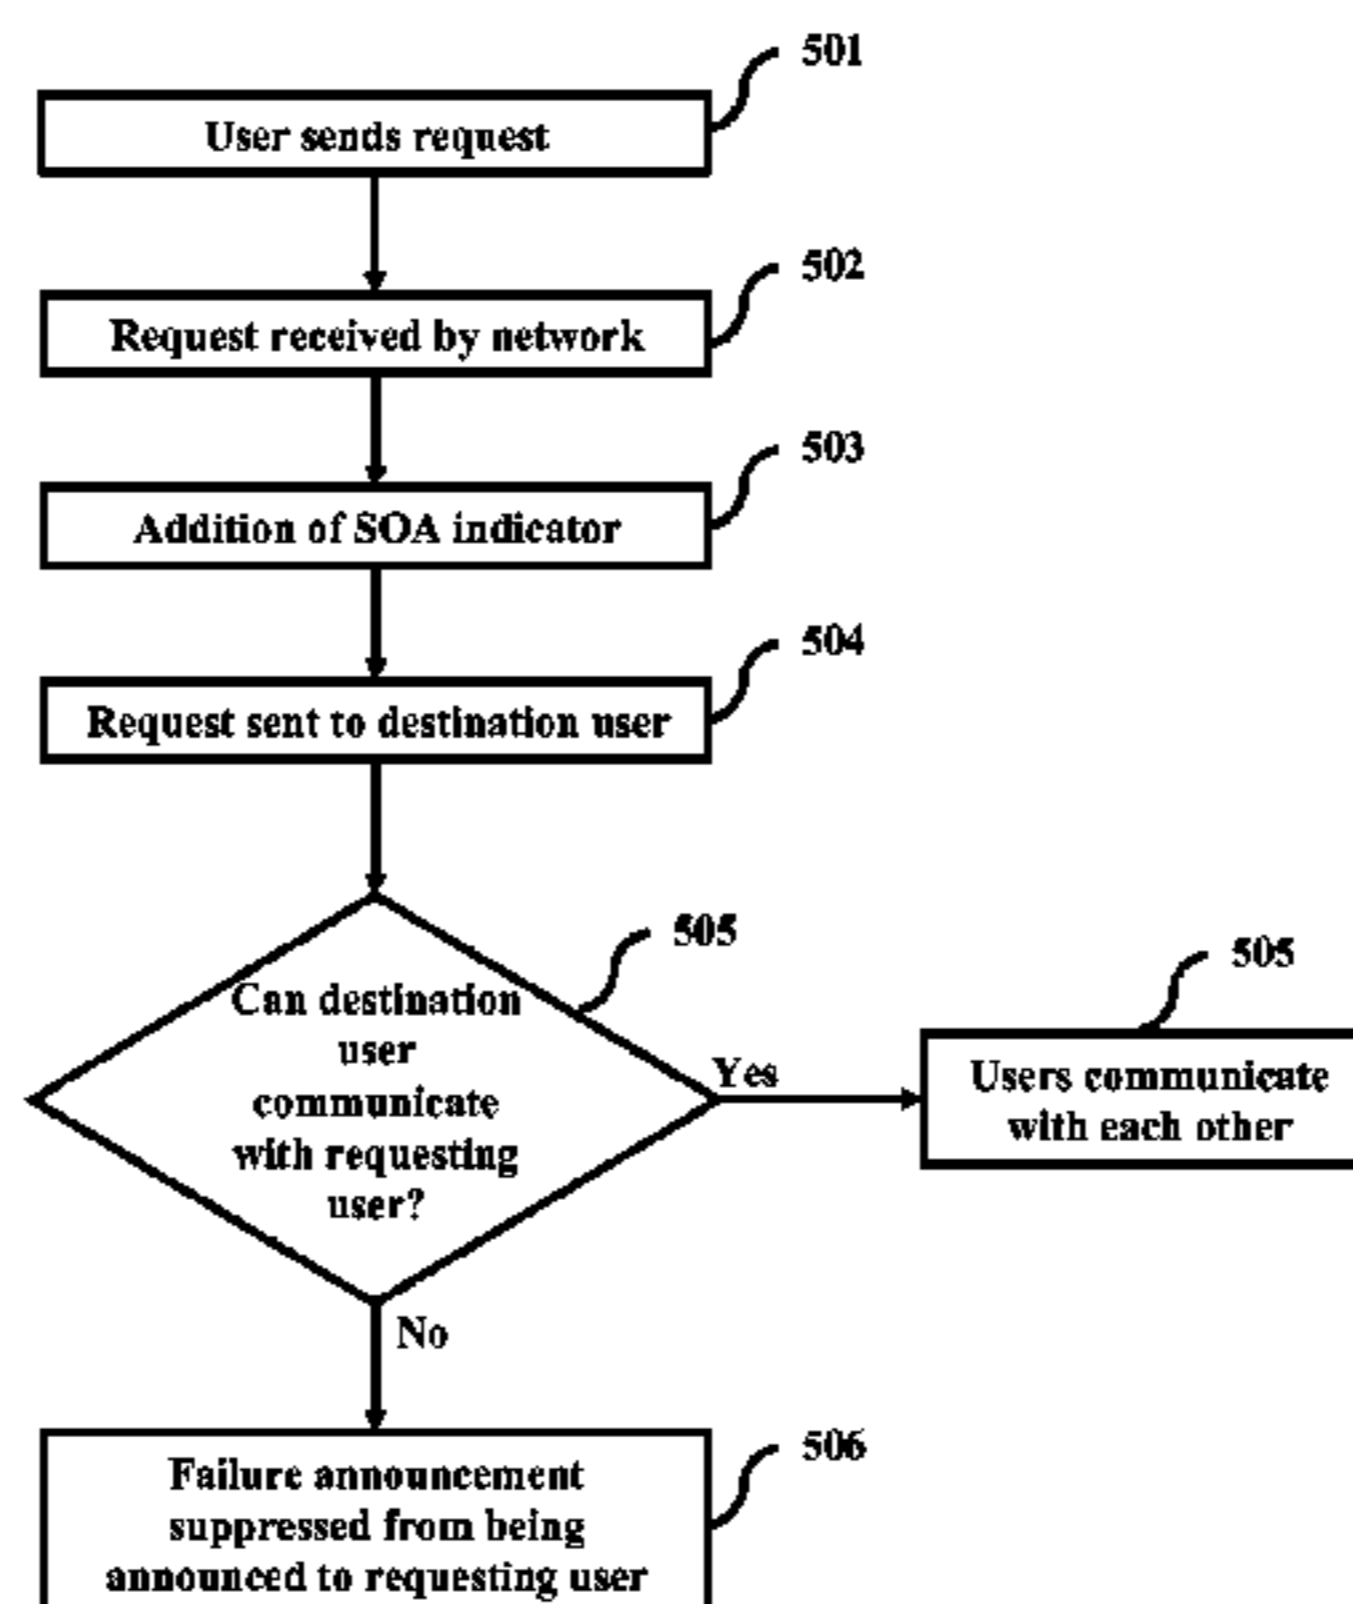 501
User sends request
502
Request received by network
503
Addition of SOA indicator
504
Request sent to destination user
505
Can destination
user
communicate
with requesting
user?
Yes
505
Users communicate
with each other
No
506
Failure announcement
suppressed from being
announced to requesting user